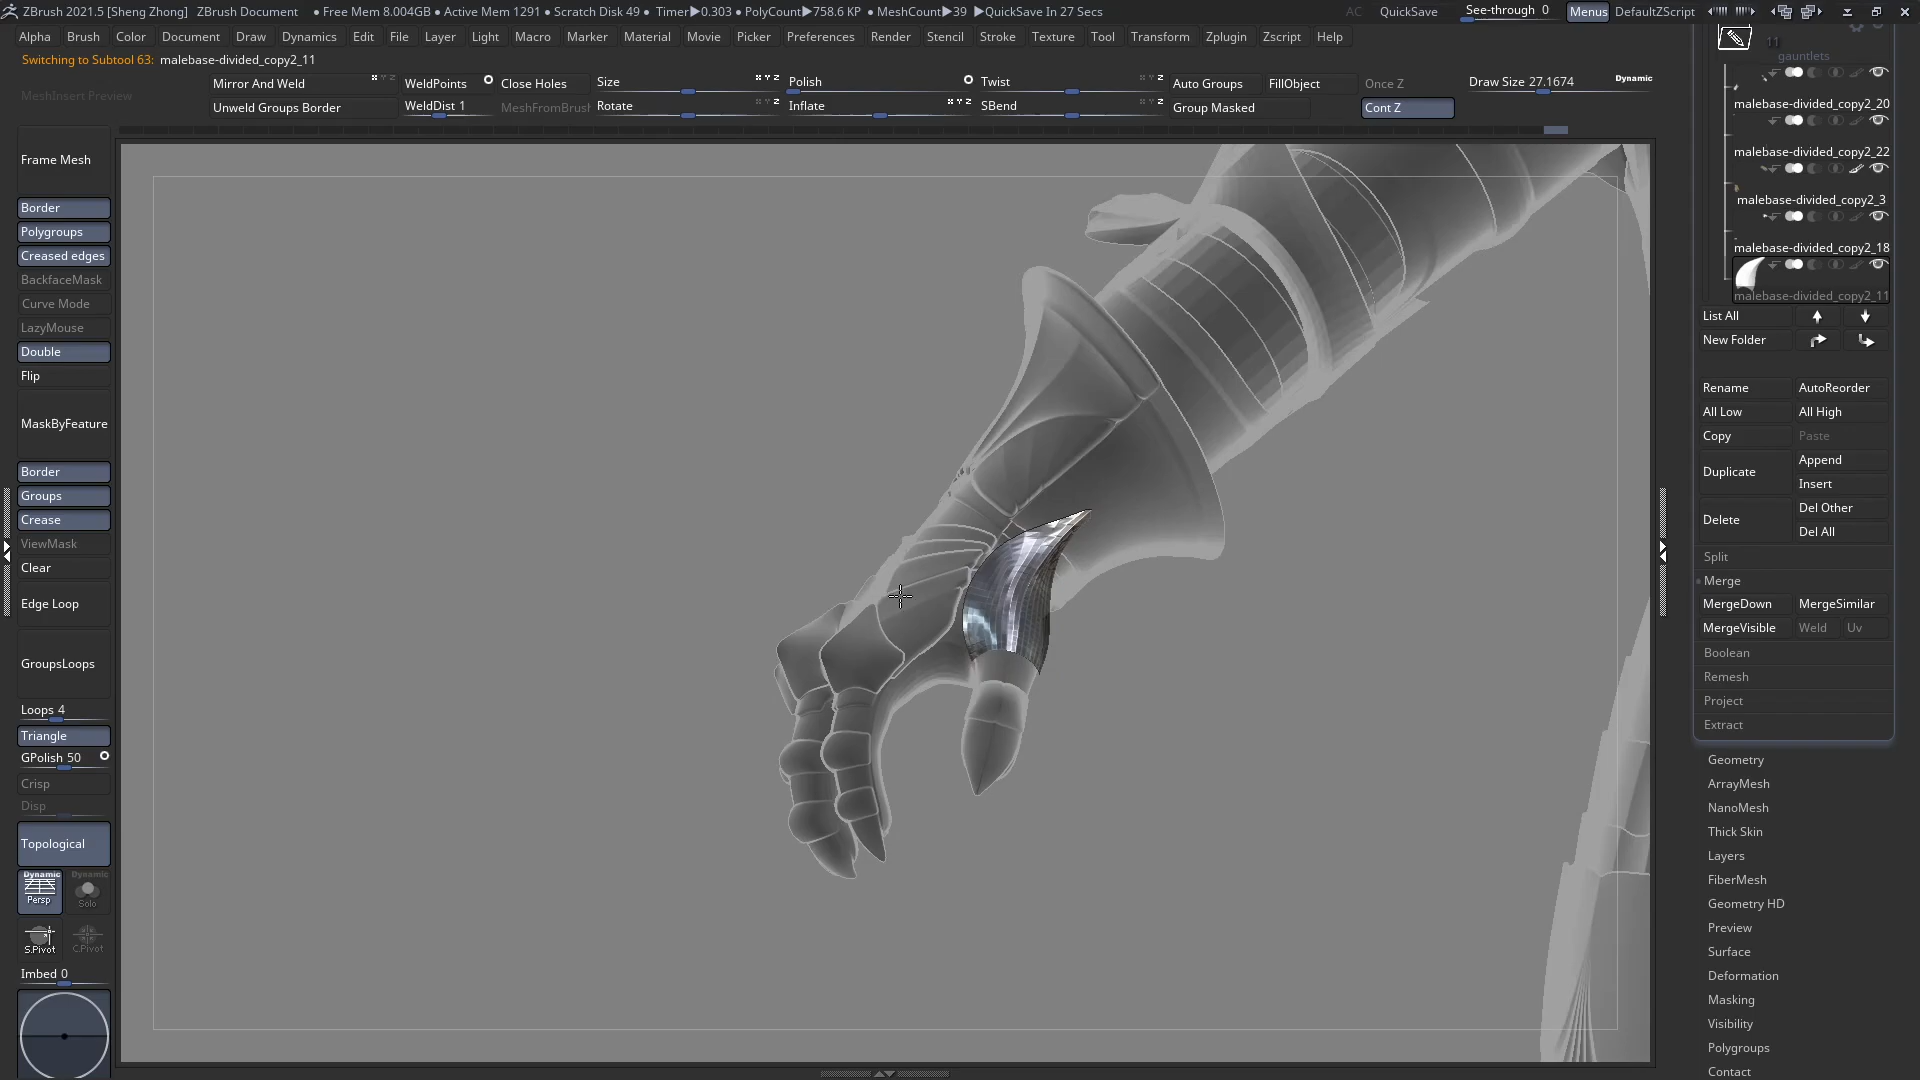 ZBrush 2021.5 [Sheng Zhong] ZBrush Document • Free Mem 8.004GB • Active Mem 1291 • Scratch Disk 49 • Timer▶0.303 • PolyCount▶758.6 KP • MeshCount▶39 ▶QuickSave In 27 Secs AC QuickSave See-through 0 Menus DefaultZScript
Alpha Brush Color Document Draw Dynamics Edit File Layer Light Macro Marker Material Movie Picker Preferences Render Stencil Stroke Texture Tool Transform Zplugin Zscript Help
Switching to Subtool 63: malebase-divided_copy2_11
MeshInsert Preview
Mirror And Weld WeldPoints Close Holes Size Polish Twist Auto Groups FillObject Once Z Draw Size 27.1674 Dynamic
Unweld Groups Border WeldDist 1 MeshFromBrush Rotate Inflate SBend Group Masked Cont Z
Frame Mesh
Border
Polygroups
Creased edges
BackfaceMask
Curve Mode
LazyMouse
Double
Flip
MaskByFeature
Border
Groups
Crease
ViewMask
Clear
Edge Loop
GroupsLoops
Loops 4
Triangle
GPolish 50
Crisp
Disp
Topological
Dynamic Dynamic
Persp Solo
S.Pivot C.Pivot
Imbed 0
11
gauntlets
malebase-divided_copy2_20
malebase-divided_copy2_22
malebase-divided_copy2_3
malebase-divided_copy2_18
malebase-divided_copy2_11
List All
New Folder
Rename AutoReorder
All Low All High
Copy Paste
Duplicate Append
Insert
Delete Del Other
Del All
Split
Merge
MergeDown MergeSimilar
MergeVisible Weld Uv
Boolean
Remesh
Project
Extract
Geometry
ArrayMesh
NanoMesh
Thick Skin
Layers
FiberMesh
Geometry HD
Preview
Surface
Deformation
Masking
Visibility
Polygroups
Contact